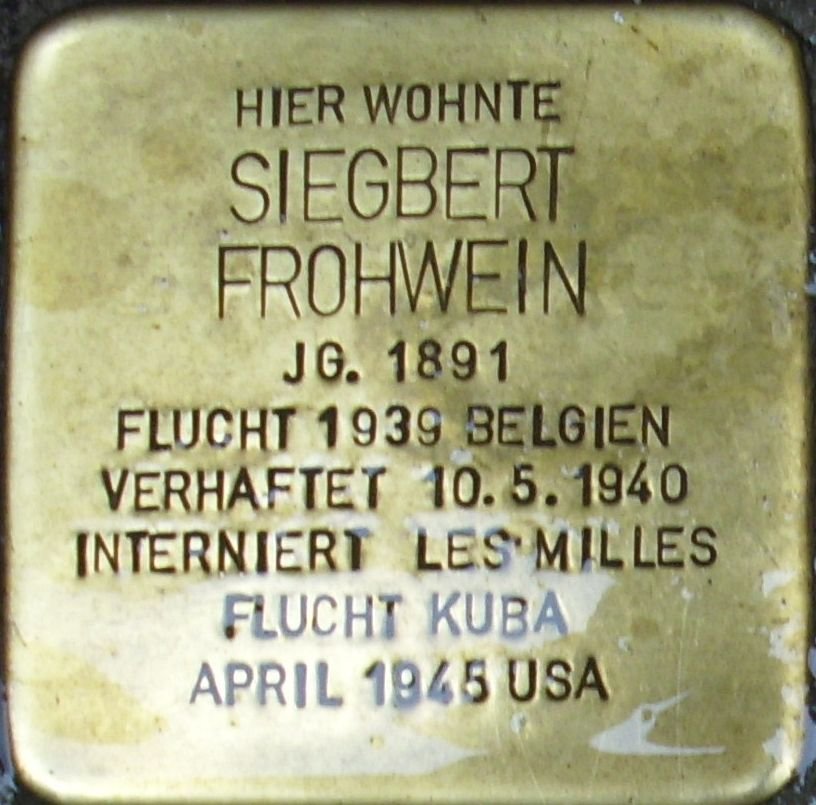 HIER WOHNTE
SIEGBERT
FROHWEIN
JG. 1891
FLUCHT 1939 BELGIEN
VERHAFTET 10.5.1940
INTERNIERT LES MILLES
FLUCHT KUBA
APRIL 1945 USA